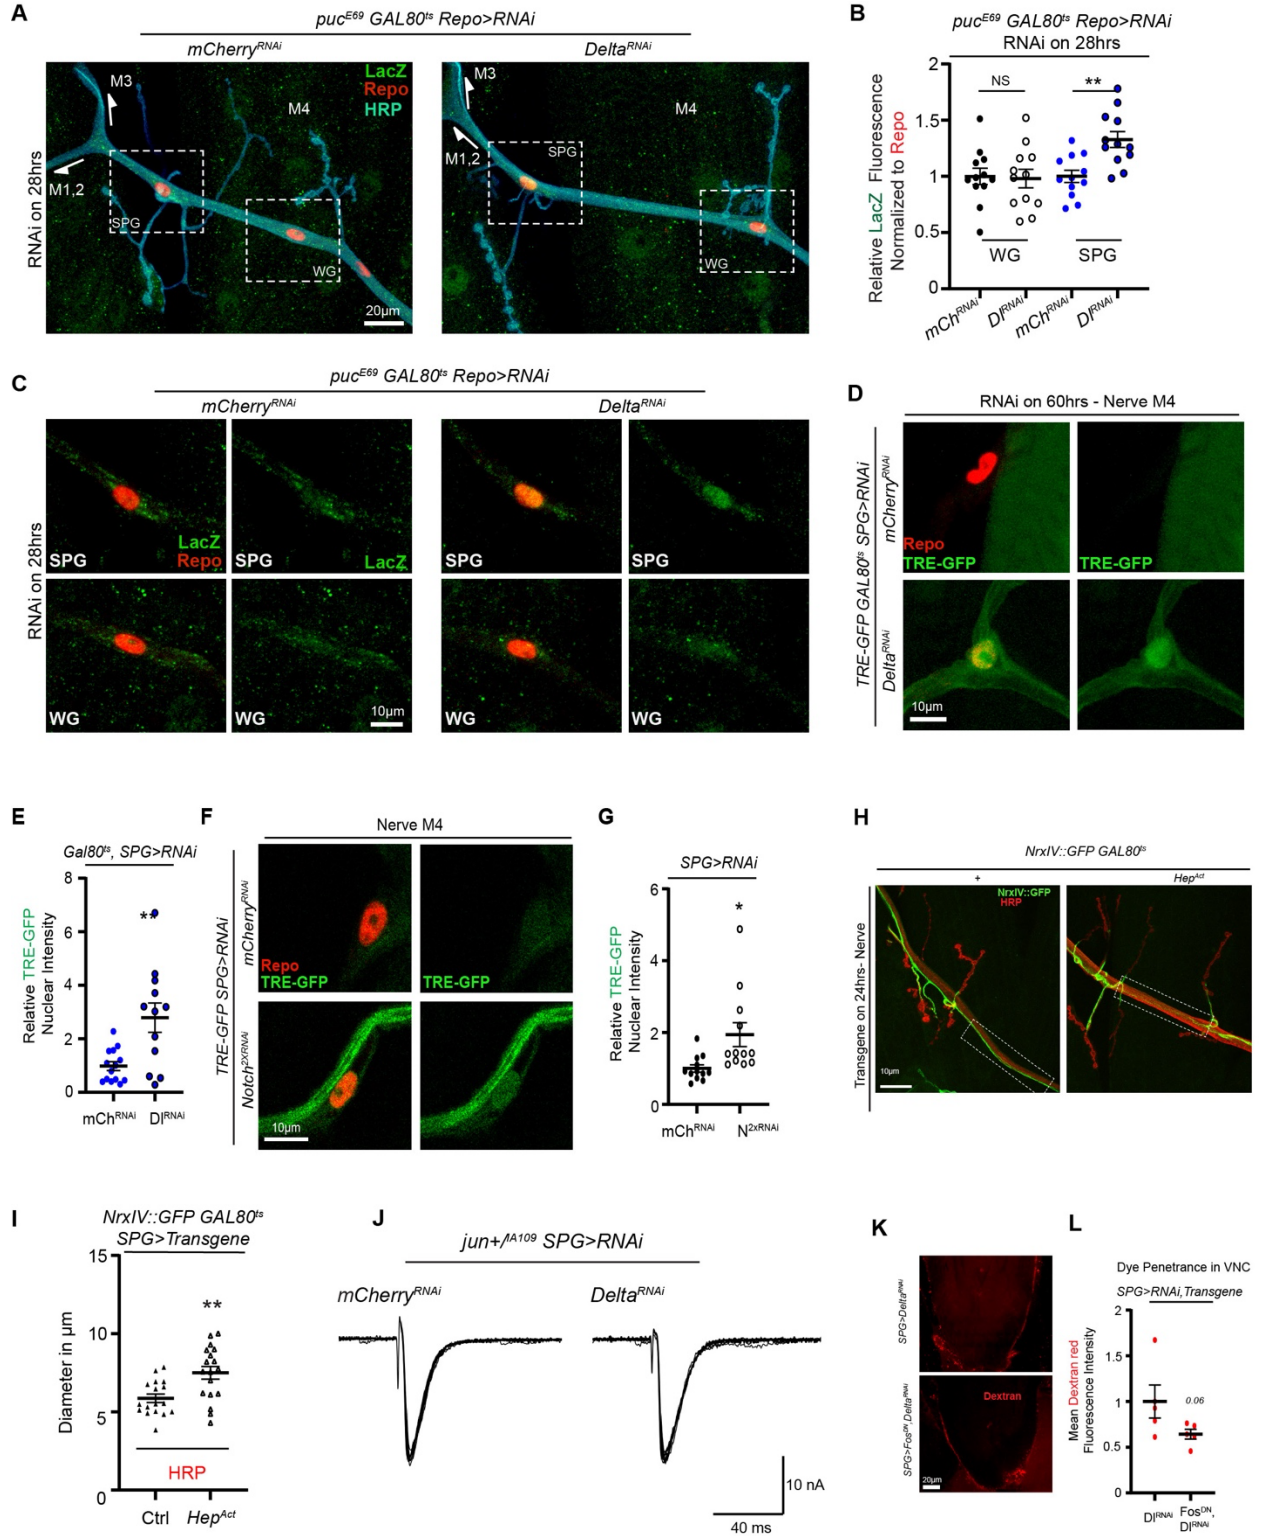 A
puc^E69 GAL80^ts Repo>RNAi
mCherry^RNAi
Delta^RNAi
RNAi on 28hrs
M3
LacZ
Repo
HRP
M4
M1,2
SPG
WG
20µm
M3
M4
M1,2
SPG
WG
B
puc^E69 GAL80^ts Repo>RNAi
RNAi on 28hrs
Relative LacZ Fluorescence
Normalized to Repo
2
1.5
1
0.5
0
NS
**
WG
SPG
mCh^RNAi
Dl^RNAi
mCh^RNAi
Dl^RNAi
C
puc^E69 GAL80^ts Repo>RNAi
mCherry^RNAi
Delta^RNAi
RNAi on 28hrs
LacZ
Repo
SPG
LacZ
SPG
WG
10µm
WG
D
RNAi on 60hrs - Nerve M4
TRE-GFP GAL80^ts SPG>RNAi
mCherry^RNAi
Delta^RNAi
Repo
TRE-GFP
TRE-GFP
10µm
E
Gal80^ts, SPG>RNAi
Relative TRE-GFP
Nuclear Intensity
8
6
4
2
0
**
mCh^RNAi
Dl^RNAi
F
Nerve M4
TRE-GFP SPG>RNAi
mCherry^RNAi
Notch^2XRNAi
Repo
TRE-GFP
TRE-GFP
10µm
G
SPG>RNAi
Relative TRE-GFP
Nuclear Intensity
6
4
2
0
*
mCh^RNAi
N^2xRNAi
H
NrxIV::GFP GAL80^ts
+
Hep^Act
Transgene on 24hrs- Nerve
NrxIV::GFP
HRP
10µm
I
NrxIV::GFP GAL80^ts
SPG>Transgene
Diameter in µm
15
10
5
0
**
HRP
Ctrl
Hep^Act
J
jun+/^IA109 SPG>RNAi
mCherry^RNAi
Delta^RNAi
10 nA
40 ms
K
SPG>Delta^RNAi
SPG>Fos^DN,Delta^RNAi
Dextran
20µm
L
Dye Penetrance in VNC
SPG>RNAi,Transgene
Mean Dextran red
Fluorescence Intensity
2
1.5
1
0.5
0
0.06
Dl^RNAi
Fos^DN,
Dl^RNAi